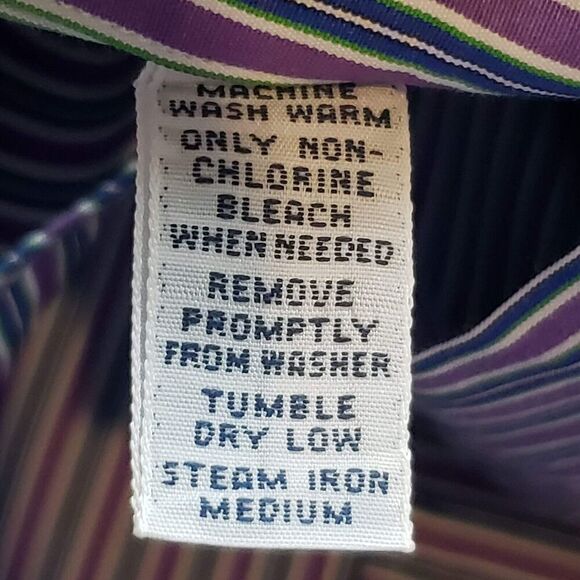 MACHINE
WASH WARM
ONLY NON-
CHLORINE
BLEACH
WHEN NEEDED
REMOVE
PROMPTLY
FROM WASHER
TUMBLE
DRY LOW
STEAM IRON
MEDIUM